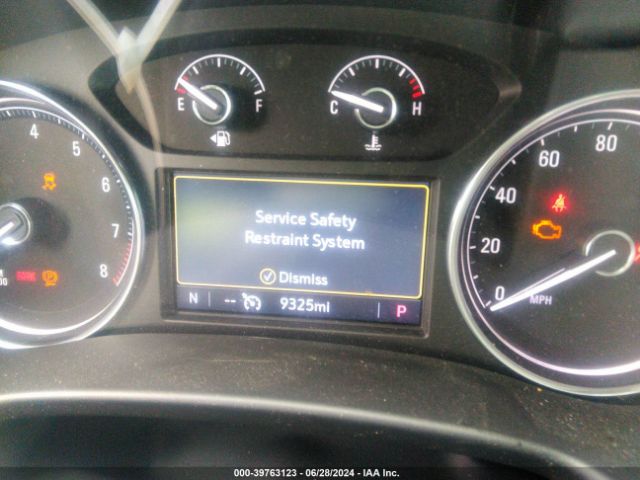 E F
C H
4 5 6 7 8
Service Safety
Restraint System
Dismiss
N -- 9325mi P
0 20 40 60 80
MPH
000-39763123 - 06/28/2024 - IAA Inc.